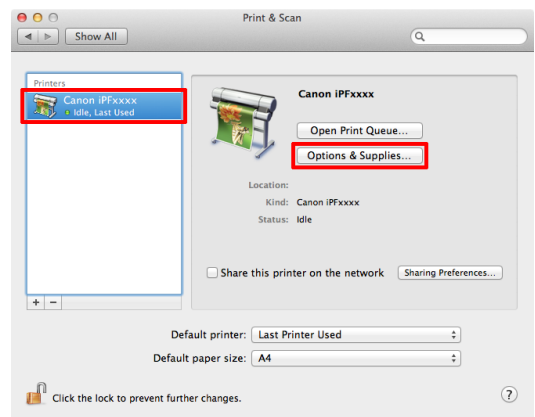 Print & Scan
Show All
Printers
Canon iPFxxxx
Idle, Last Used
Canon iPFxxxx
Open Print Queue...
Options & Supplies...
Location:
Kind: Canon iPFxxxx
Status: Idle
Share this printer on the network Sharing Preferences...
+ −
Default printer: Last Printer Used
Default paper size: A4
Click the lock to prevent further changes.
?